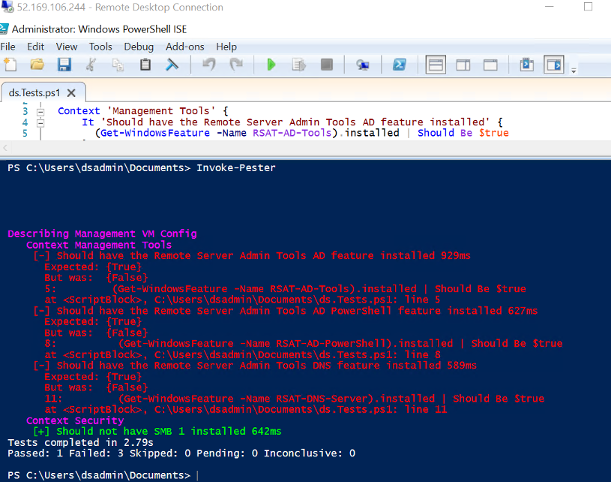 52.169.106.244 - Remote Desktop Connection
Administrator: Windows PowerShell ISE
File Edit View Tools Debug Add-ons Help
ds.Tests.ps1 X
3 Context 'Management Tools' {
4 It 'Should have the Remote Server Admin Tools AD feature installed' {
5 (Get-WindowsFeature -Name RSAT-AD-Tools).installed | Should Be $true
PS C:\Users\dsadmin\Documents> Invoke-Pester
Describing Management VM Config
Context Management Tools
[-] Should have the Remote Server Admin Tools AD feature installed 929ms
Expected: {True}
But was: {False}
5: (Get-WindowsFeature -Name RSAT-AD-Tools).installed | Should Be $true
at <ScriptBlock>, C:\Users\dsadmin\Documents\ds.Tests.ps1: line 5
[-] Should have the Remote Server Admin Tools AD PowerShell feature installed 627ms
Expected: {True}
But was: {False}
8: (Get-WindowsFeature -Name RSAT-AD-PowerShell).installed | Should Be $true
at <ScriptBlock>, C:\Users\dsadmin\Documents\ds.Tests.ps1: line 8
[-] Should have the Remote Server Admin Tools DNS feature installed 589ms
Expected: {True}
But was: {False}
11: (Get-WindowsFeature -Name RSAT-DNS-Server).installed | Should Be $true
at <ScriptBlock>, C:\Users\dsadmin\Documents\ds.Tests.ps1: line 11
Context Security
[+] Should not have SMB 1 installed 642ms
Tests completed in 2.79s
Passed: 1 Failed: 3 Skipped: 0 Pending: 0 Inconclusive: 0
PS C:\Users\dsadmin\Documents>